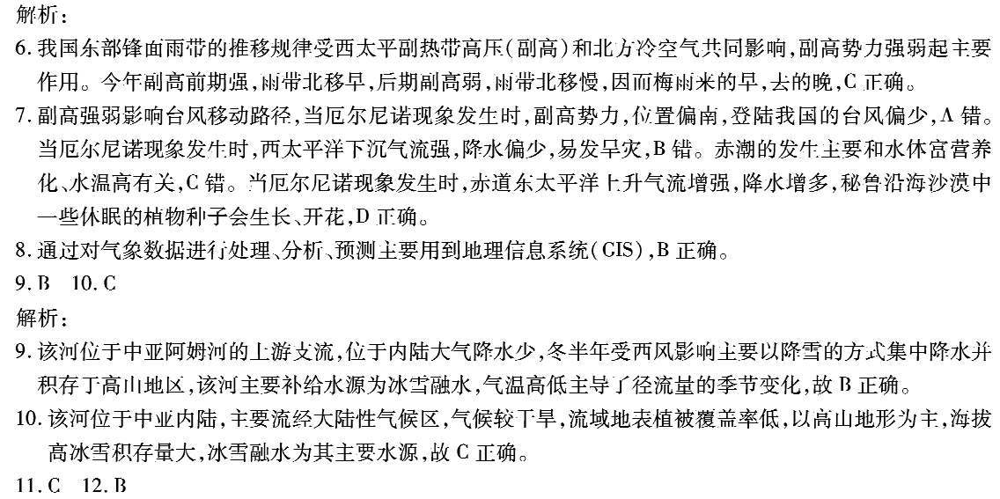 解析：
6. 我国东部锋面雨带的推移规律受西太平副热带高压(副高)和北方冷空气共同影响，副高势力强弱起主要
作用。今年副高前期强，雨带北移早，后期副高弱，雨带北移慢，因而梅雨来的早，去的晚，C 正确。
7. 副高强弱影响台风移动路径，当厄尔尼诺现象发生时，副高势力，位置偏南，登陆我国的台风偏少，A 错。
当厄尔尼诺现象发生时，西太平洋下沉气流强，降水偏少，易发旱灾，B 错。赤潮的发生主要和水体富营养
化、水温高有关，C 错。当厄尔尼诺现象发生时，赤道东太平洋上升气流增强，降水增多，秘鲁沿海沙漠中
一些休眠的植物种子会生长、开花，D 正确。
8. 通过对气象数据进行处理、分析、预测主要用到地理信息系统(GIS)，B 正确。
9. B 10. C
解析：
9. 该河位于中亚阿姆河的上游支流，位于内陆大气降水少，冬半年受西风影响主要以降雪的方式集中降水并
积存于高山地区，该河主要补给水源为冰雪融水，气温高低主导了径流量的季节变化，故 B 正确。
10. 该河位于中亚内陆，主要流经大陆性气候区，气候较干旱，流域地表植被覆盖率低，以高山地形为主，海拔
高冰雪积存量大，冰雪融水为其主要水源，故 C 正确。
11. C 12. B